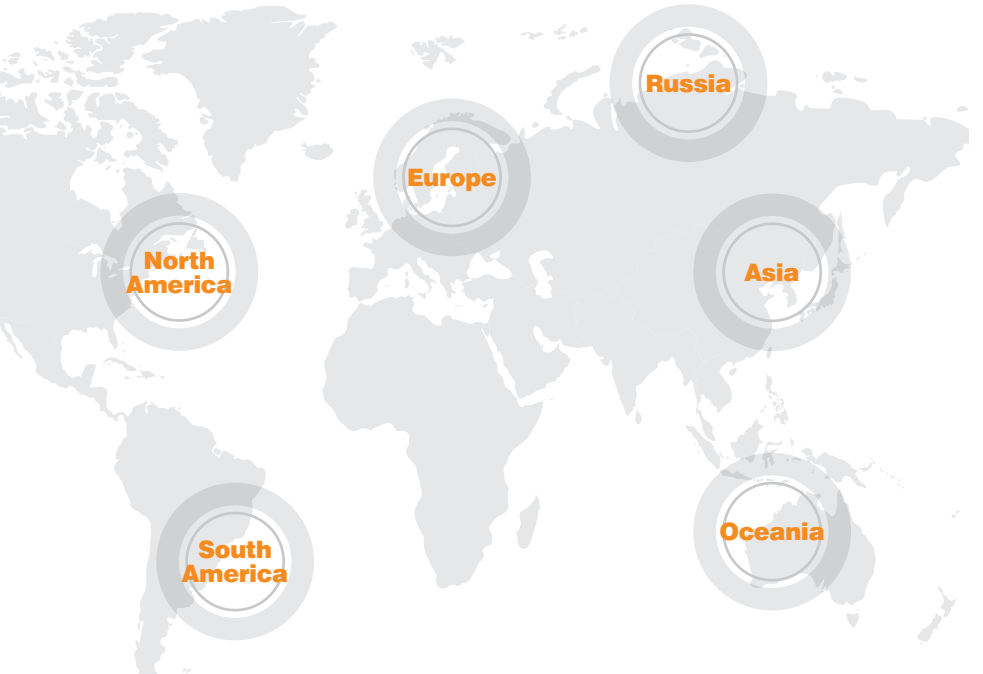 Russia
Europe
North
America
Asia
Oceania
South
America